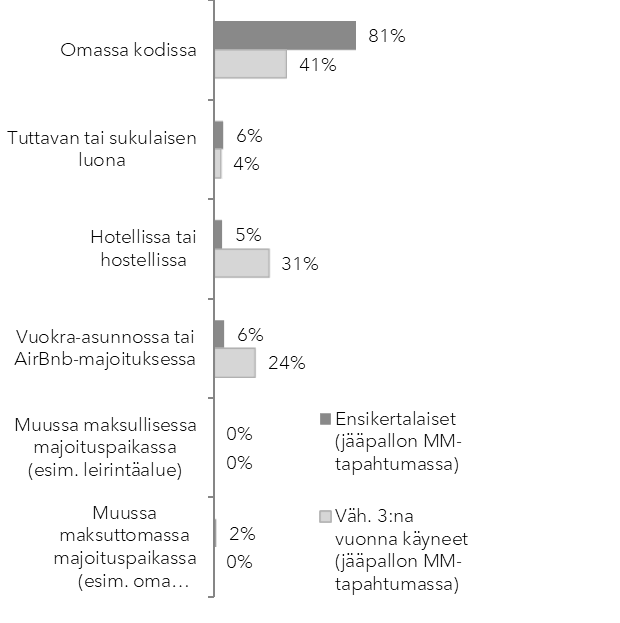 Omassa kodissa
81%
41%
Tuttavan tai sukulaisen
luona
6%
4%
Hotellissa tai
hostellissa
5%
31%
Vuokra-asunnossa tai
AirBnb-majoituksessa
6%
24%
Muussa maksullisessa
majoituspaikassa
(esim. leirintäalue)
0%
0%
Muussa
maksuttomassa
majoituspaikassa
(esim. oma…
2%
0%
Ensikertalaiset
(jääpallon MM-
tapahtumassa)
Väh. 3:na
vuonna käyneet
(jääpallon MM-
tapahtumassa)